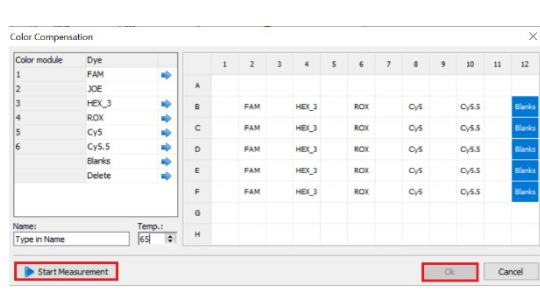 Color Compensation
Color module Dye
1 FAM
2 JOE
3 HEX_3
4 ROX
5 Cy5
6 Cy5.5
Blanks
Delete
Name: Temp.:
Type in Name 65
1 2 3 4 5 6 7 8 9 10 11 12
A
B FAM HEX_3 ROX Cy5 Cy5.5 Blanks
C FAM HEX_3 ROX Cy5 Cy5.5 Blanks
D FAM HEX_3 ROX Cy5 Cy5.5 Blanks
E FAM HEX_3 ROX Cy5 Cy5.5 Blanks
F FAM HEX_3 ROX Cy5 Cy5.5 Blanks
G
H
Start Measurement Ok Cancel